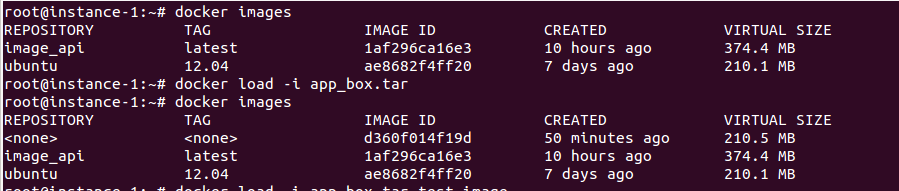 root@instance-1:~# docker images
REPOSITORY TAG IMAGE ID CREATED VIRTUAL SIZE
image_api latest 1af296ca16e3 10 hours ago 374.4 MB
ubuntu 12.04 ae8682f4ff20 7 days ago 210.1 MB
root@instance-1:~# docker load -i app_box.tar
root@instance-1:~# docker images
REPOSITORY TAG IMAGE ID CREATED VIRTUAL SIZE
<none> <none> d360f014f19d 50 minutes ago 210.5 MB
image_api latest 1af296ca16e3 10 hours ago 374.4 MB
ubuntu 12.04 ae8682f4ff20 7 days ago 210.1 MB
root@instance-1:~# docker load -i app_box.tar test_image